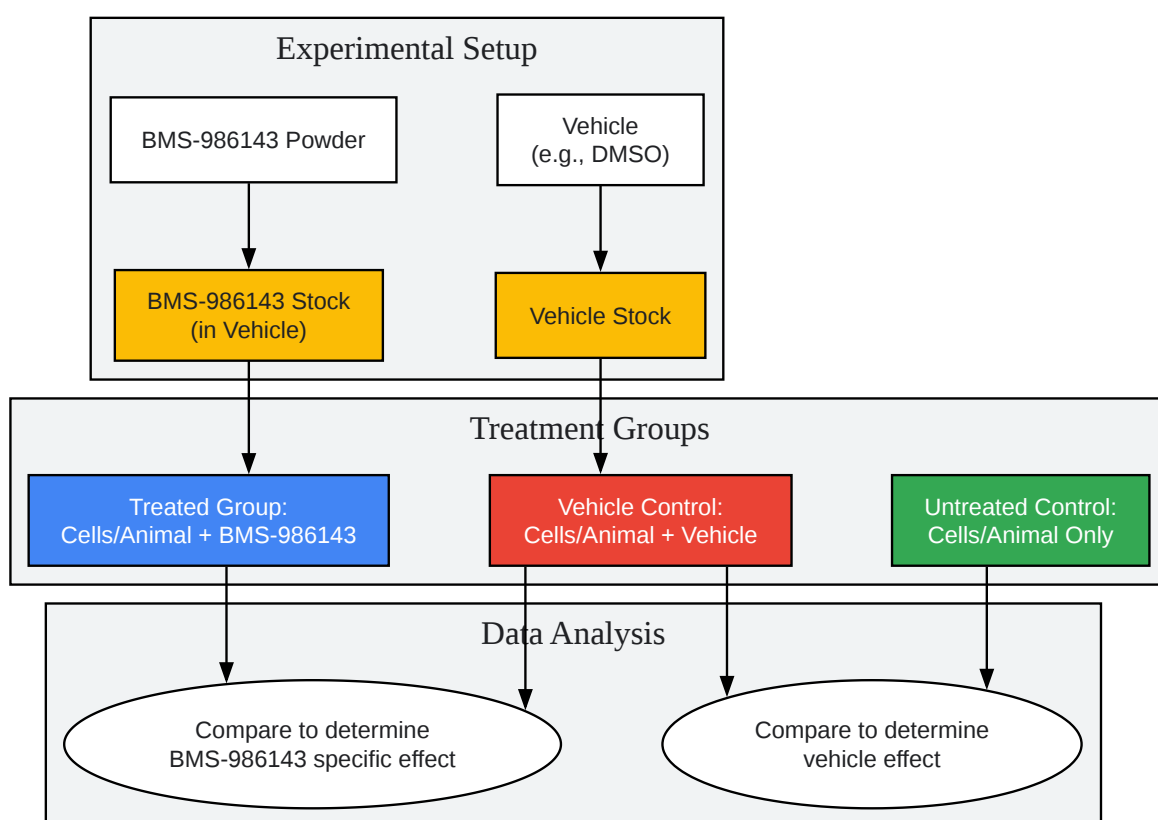 Experimental Setup
BMS-986143 Powder
Vehicle
(e.g., DMSO)
BMS-986143 Stock
(in Vehicle)
Vehicle Stock
Treatment Groups
Treated Group:
Cells/Animal + BMS-986143
Vehicle Control:
Cells/Animal + Vehicle
Untreated Control:
Cells/Animal Only
Data Analysis
Compare to determine
BMS-986143 specific effect
Compare to determine
vehicle effect